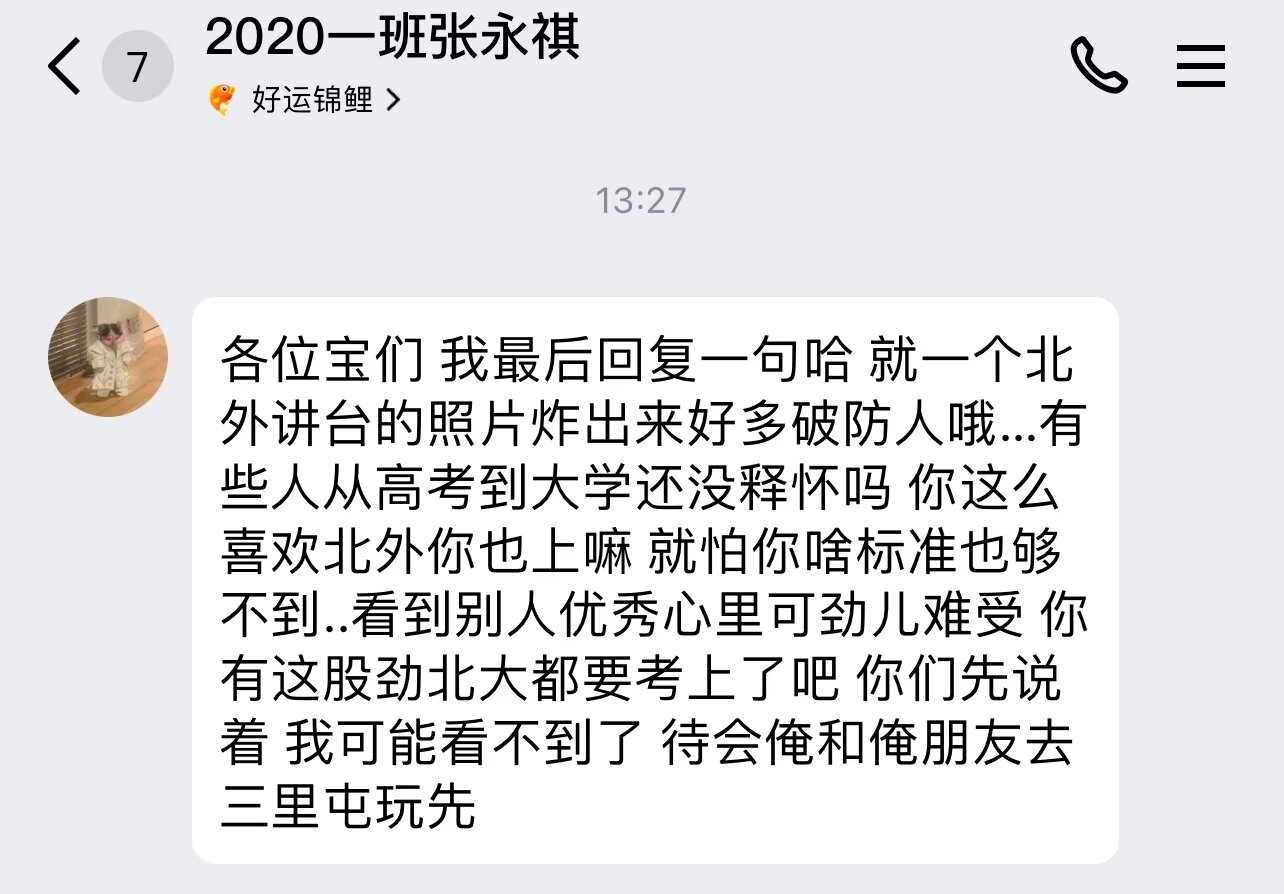 7
2020一班张永祺
好运锦鲤
13:27
各位宝们 我最后回复一句哈 就一个北
外讲台的照片炸出来好多破防人哦...有
些人从高考到大学还没释怀吗 你这么
喜欢北外你也上嘛 就怕你啥标准也够
不到..看到别人优秀心里可劲儿难受 你
有这股劲北大都要考上了吧 你们先说
着 我可能看不到了 待会俺和俺朋友去
三里屯玩先